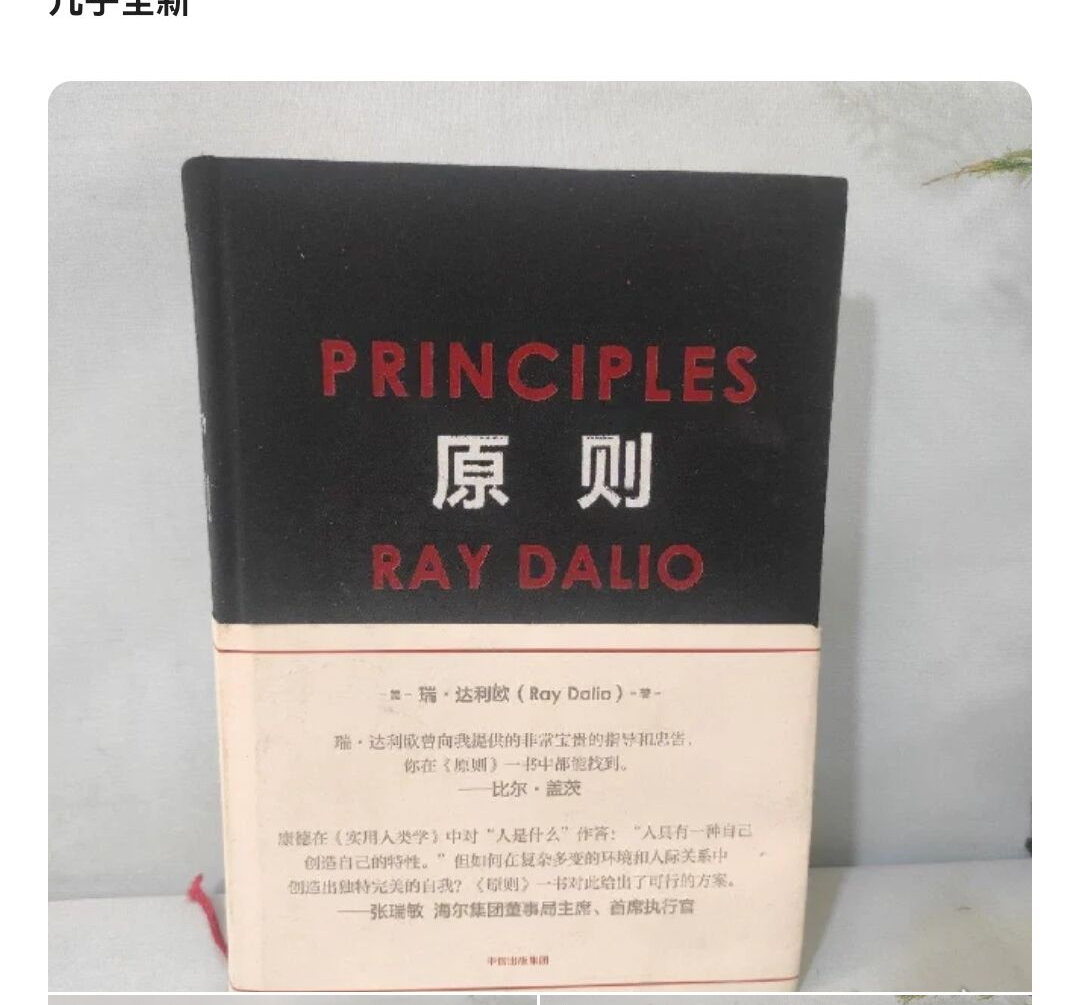 几乎全新
PRINCIPLES
原则
RAY DALIO
-美- 瑞·达利欧(Ray Dalio)-著-
瑞·达利欧曾向我提供的非常宝贵的指导和忠告,
你在《原则》一书中都能找到。
——比尔·盖茨
康德在《实用人类学》中对“人是什么”作答:“人具有一种自己
创造自己的特性。”但如何在复杂多变的环境和人际关系中
创造出独特完美的自我?《原则》一书对此给出了可行的方案。
——张瑞敏 海尔集团董事局主席、首席执行官
中信出版集团